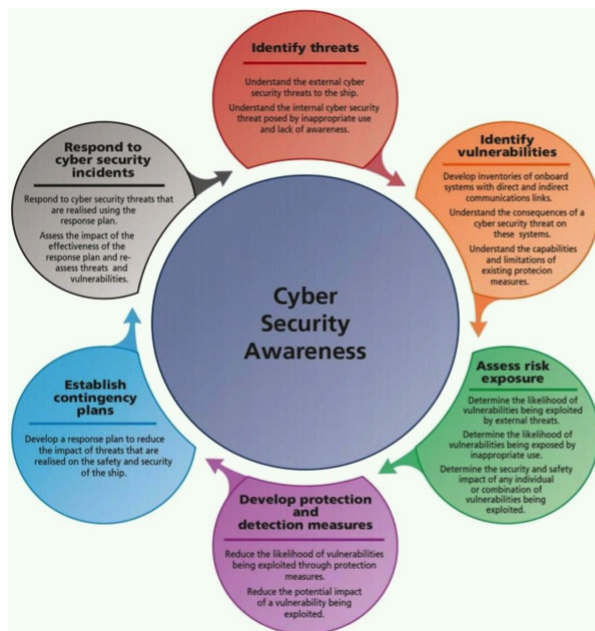 Identify threats
Understand the external cyber
security threats to the ship.
Understand the internal cyber security
threat posed by inappropriate use
and lack of awareness.
Identify
vulnerabilities
Develop inventories of onboard
systems with direct and indirect
communications links.
Understand the consequences of a
cyber security threat on
these systems.
Understand the capabilities
and limitations of
existing protecion
measures.
Assess risk
exposure
Determine the likelihood of
vulnerabilities being exploited
by external threats.
Determine the likelihood of
vulnerabilities being exposed by
inappropriate use.
Determine the security and safety
impact of any individual
or combination of
vulnerabilities being
exploited.
Develop protection
and
detection measures
Reduce the likelihood of vulnerabilities
being exploited through protection
measures.
Reduce the potential impact
of a vulnerability being
exploited.
Establish
contingency
plans
Develop a response plan to reduce
the impact of threats that are
realised on the safety and security
of the ship.
Respond to
cyber security
incidents
Respond to cyber security threats that
are realised using the
response plan.
Assess the impact of the
effectiveness of the
response plan and re-
assess threats and
vulnerabilities.
Cyber
Security
Awareness